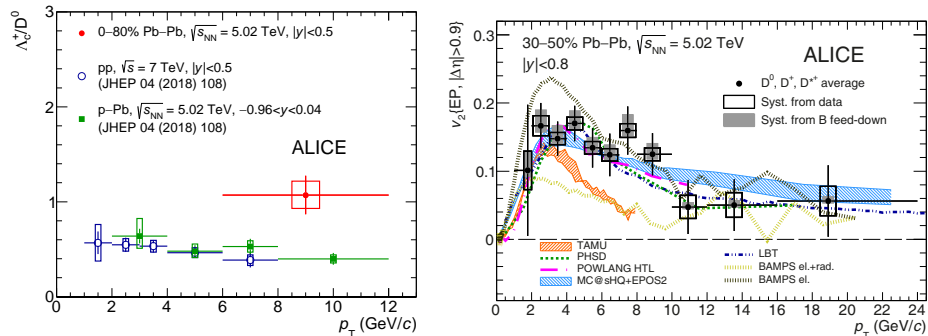 Λc+/D0
3
2
1
0
0–80% Pb–Pb, √sNN = 5.02 TeV, |y|<0.5
pp, √s = 7 TeV, |y|<0.5
(JHEP 04 (2018) 108)
p–Pb, √sNN = 5.02 TeV, −0.96<y<0.04
(JHEP 04 (2018) 108)
ALICE
0 2 4 6 8 10 12
pT (GeV/c)
v2{EP, |Δη|>0.9}
0.3
0.2
0.1
0
30–50% Pb–Pb, √sNN = 5.02 TeV
|y|<0.8
ALICE
D0, D+, D*+ average
Syst. from data
Syst. from B feed-down
TAMU
PHSD
POWLANG HTL
MC@sHQ+EPOS2
LBT
BAMPS el.+rad.
BAMPS el.
0 2 4 6 8 10 12 14 16 18 20 22 24
pT (GeV/c)